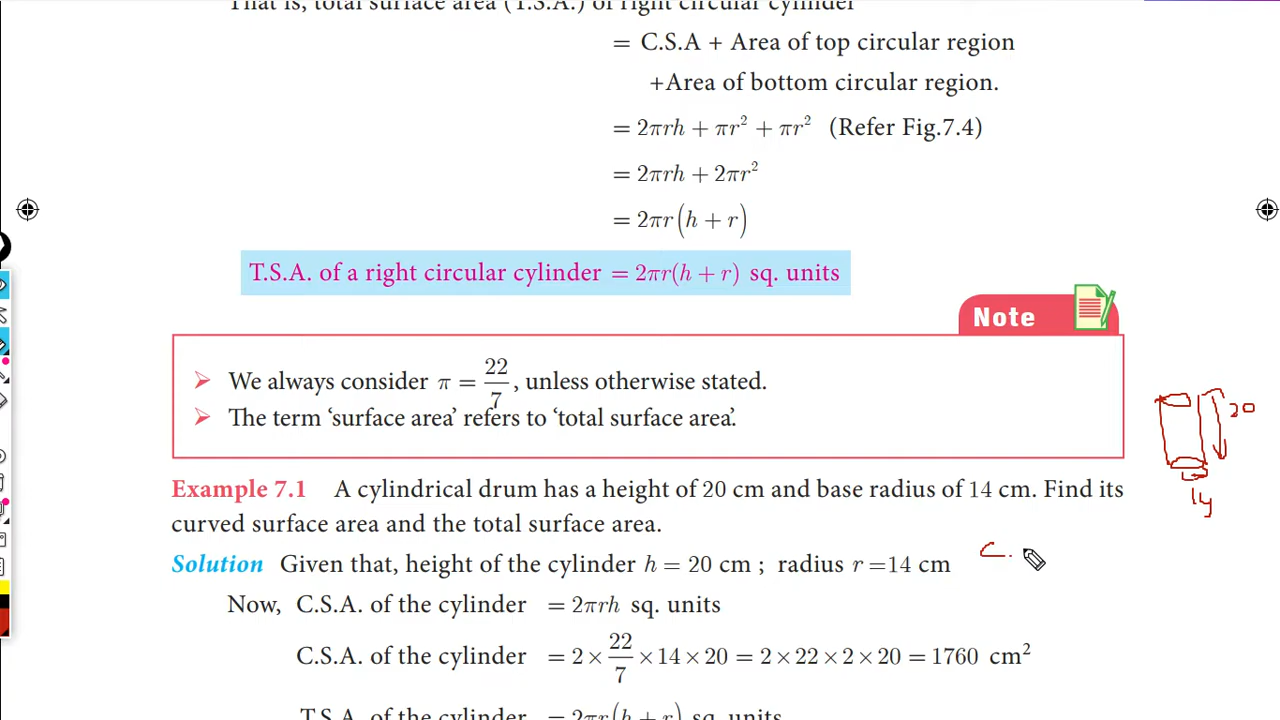 That is, total surface area (T.S.A.) of right circular cylinder
= C.S.A + Area of top circular region
+Area of bottom circular region.
= 2πrh + πr² + πr² (Refer Fig.7.4)
= 2πrh + 2πr²
= 2πr(h + r)
T.S.A. of a right circular cylinder = 2πr(h + r) sq. units
Note
➢ We always consider π = 22/7, unless otherwise stated.
➢ The term ‘surface area’ refers to ‘total surface area’.
20
14
Example 7.1 A cylindrical drum has a height of 20 cm and base radius of 14 cm. Find its
curved surface area and the total surface area.
C.
Solution Given that, height of the cylinder h = 20 cm ; radius r =14 cm
Now, C.S.A. of the cylinder = 2πrh sq. units
C.S.A. of the cylinder = 2 × 22/7 × 14 × 20 = 2 × 22 × 2 × 20 = 1760 cm²
T.S.A. of the cylinder = 2πr(h + r) sq. units